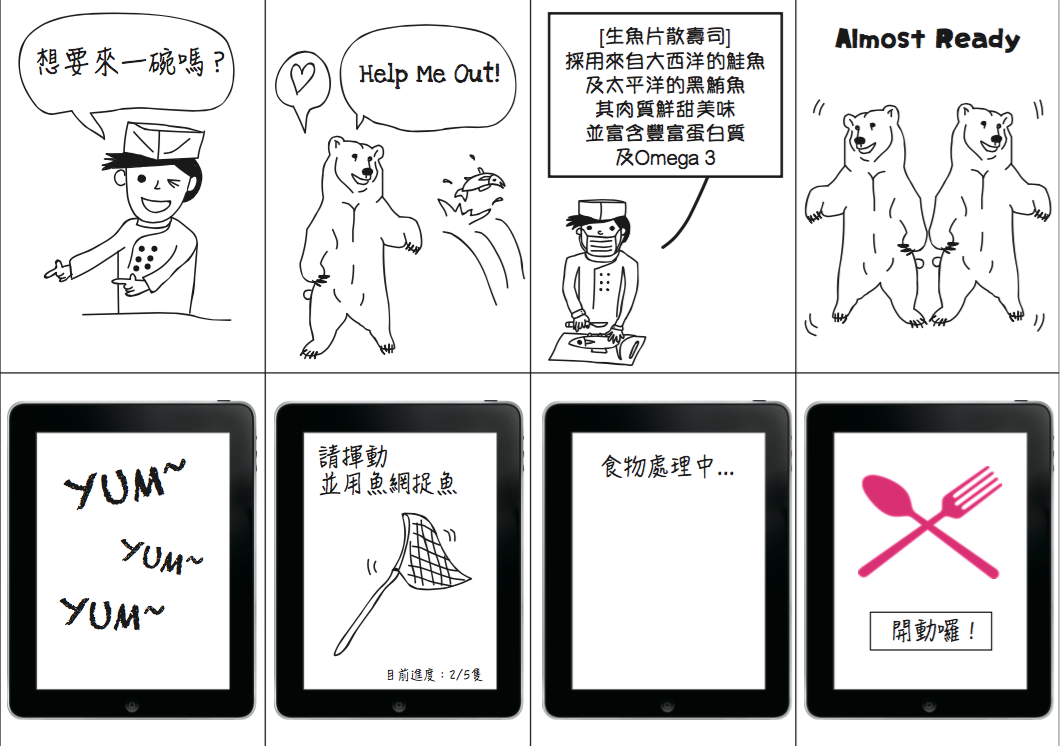 想要來一碗嗎？
Help Me Out!
[生魚片散壽司]
採用來自大西洋的鮭魚
及太平洋的黑鮪魚
其肉質鮮甜美味
並富含豐富蛋白質
及Omega 3
Almost Ready
YUM~
YUM~
YUM~
請揮動
並用魚網捉魚
目前進度：2/5隻
食物處理中...
開動囉！